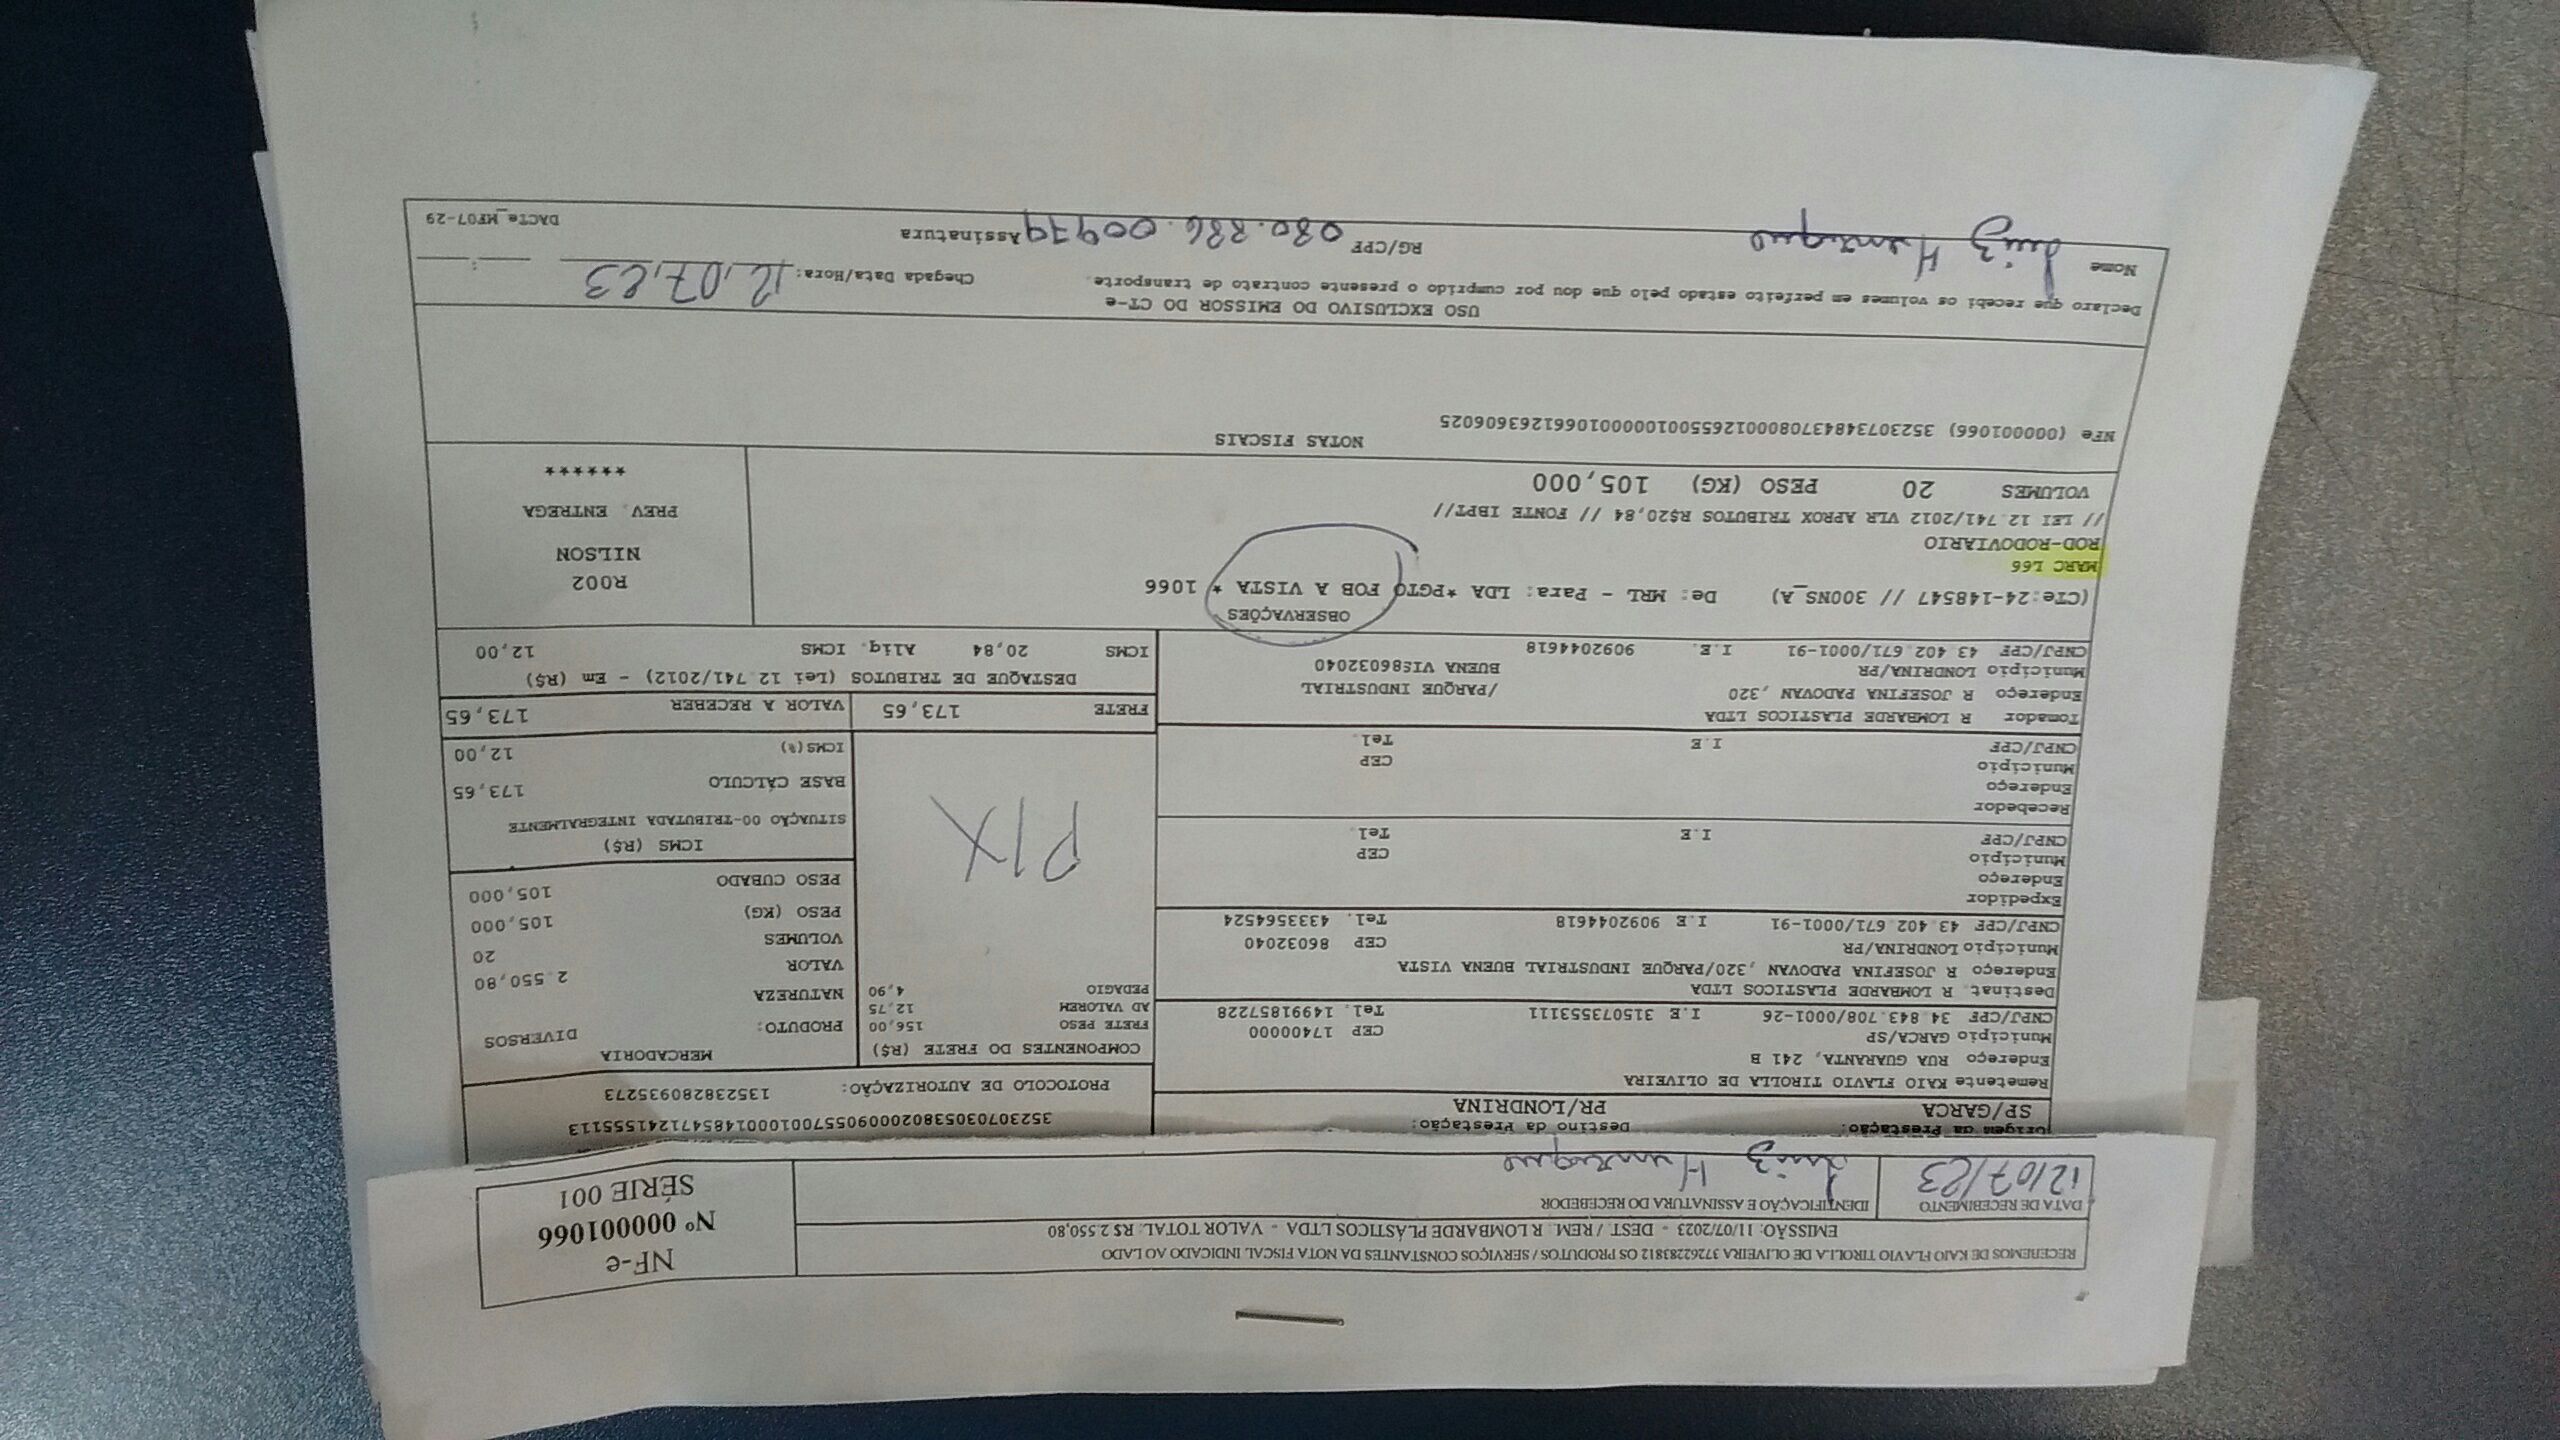 RECEBEMOS DE KAIO FLAVIO TIROLLA DE OLIVEIRA 37262283812 OS PRODUTOS / SERVIÇOS CONSTANTES DA NOTA FISCAL INDICADO AO LADO
EMISSÃO: 11/07/2023 - DEST. / REM.: R LOMBARDE PLÁSTICOS LTDA - VALOR TOTAL: R$ 2.550,80
DATA DE RECEBIMENTO
12/07/23
IDENTIFICAÇÃO E ASSINATURA DO RECEBEDOR
Luiz Henrique
NF-e
Nº 000001066
SÉRIE 001
Origem da Prestação: Destino da Prestação:
SP/GARCA PR/LONDRINA
Remetente KAIO FLAVIO TIROLLA DE OLIVEIRA
Endereço RUA GUARANTA, 241 B
Município GARCA/SP CEP 17400000
CNPJ/CPF 34.843.708/0001-26 I.E 315073553111 Tel. 14991857228
Destinat. R LOMBARDE PLASTICOS LTDA
Endereço R JOSEFINA PADOVAN ,320/PARQUE INDUSTRIAL BUENA VISTA
Município LONDRINA/PR CEP 86032040
CNPJ/CPF 43.402.671/0001-91 I.E 9092044618 Tel. 4333564524
Expedidor
Endereço
Município CEP
CNPJ/CPF I.E Tel.
Recebedor
Endereço
Município CEP
CNPJ/CPF I.E Tel.
Tomador R LOMBARDE PLASTICOS LTDA
Endereço R JOSEFINA PADOVAN ,320 /PARQUE INDUSTRIAL
Município LONDRINA/PR BUENA VIS86032040
CNPJ/CPF 43.402.671/0001-91 I.E. 9092044618
35230703053802000905570010001485471241555113
PROTOCOLO DE AUTORIZAÇÃO: 135238280935273
COMPONENTES DO FRETE (R$)
FRETE PESO 156,00
AD VALOREM 12,75
PEDAGIO 4,90
PIX
MERCADORIA
PRODUTO: DIVERSOS
NATUREZA
VALOR 2.550,80
VOLUMES 20
PESO (KG) 105,000
PESO CUBADO 105,000
ICMS (R$)
SITUAÇÃO 00-TRIBUTADA INTEGRALMENTE
BASE CÁLCULO 173,65
ICMS(%) 12,00
FRETE 173,65 VALOR A RECEBER 173,65
DESTAQUE DE TRIBUTOS (Lei 12.741/2012) - Em (R$)
ICMS 20,84 Aliq. ICMS 12,00
OBSERVAÇÕES
(CTe:24-148547 // 300NS_A) De: MRL - Para: LDA *PGTO FOB A VISTA * 1066
MARC L66
ROD-RODOVIARIO
// LEI 12.741/2012 VLR APROX TRIBUTOS R$20,84 // FONTE IBPT//
VOLUMES 20 PESO (KG) 105,000
R002
NILSON
PREV. ENTREGA
******
NOTAS FISCAIS
NFe (000001066) 35230734843708000126550010000010661263606025
USO EXCLUSIVO DO EMISSOR DO CT-e
Declaro que recebi os volumes em perfeito estado pelo que dou por cumprido o presente contrato de transporte. Chegada Data/Hora: 12,07,23 ___:___
Nome Luiz Henrique RG/CPF 080.886.00979 Assinatura
DACTe_MF07-29